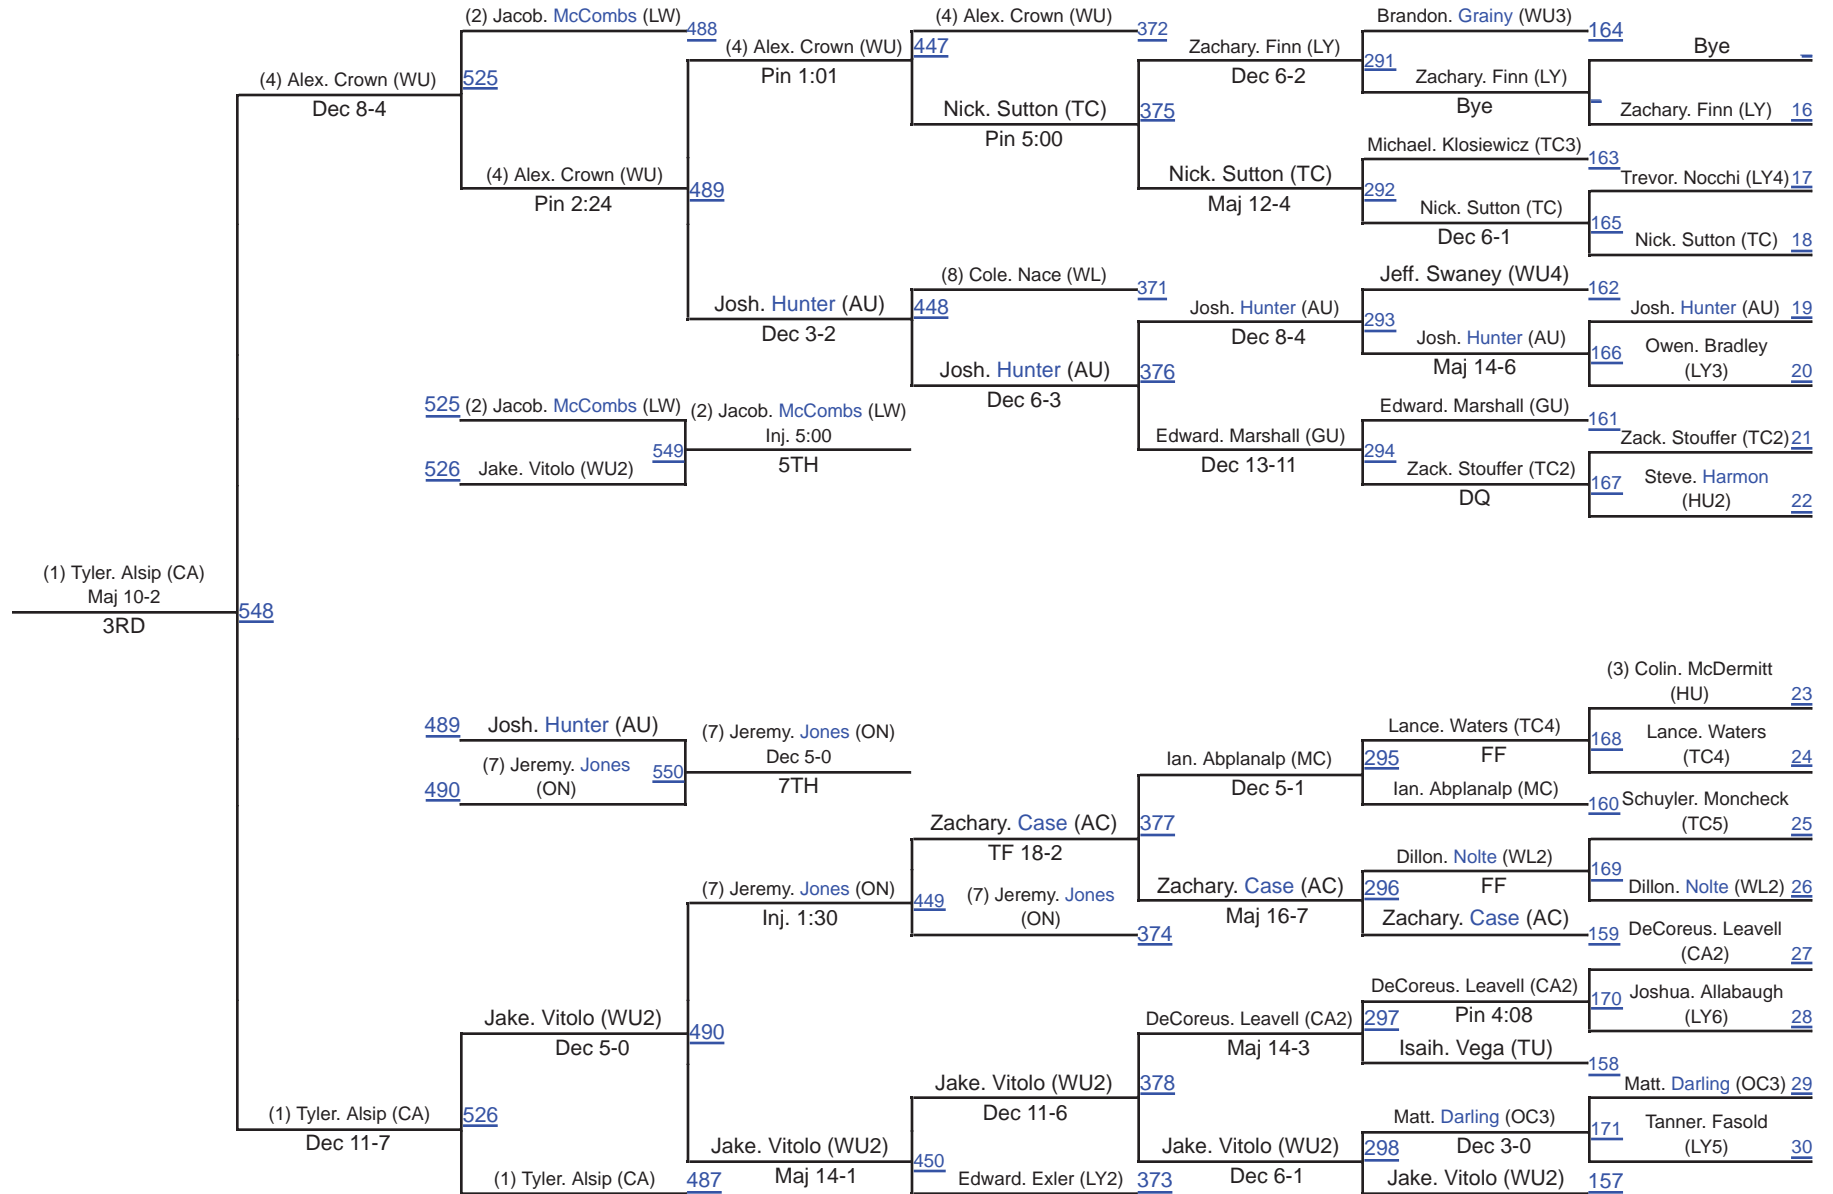 (2) Jacob. McCombs (LW)
488
(4) Alex. Crown (WU)
525
Dec 8-4
(4) Alex. Crown (WU)
Pin 2:24
489
(4) Alex. Crown (WU)
447
Pin 1:01
(4) Alex. Crown (WU)
372
Nick. Sutton (TC)
375
Pin 5:00
Zachary. Finn (LY)
291
Dec 6-2
Brandon. Grainy (WU3)
164
Zachary. Finn (LY)
Bye
Bye
Zachary. Finn (LY) 16
Nick. Sutton (TC)
292
Maj 12-4
Michael. Klosiewicz (TC3)
163
Nick. Sutton (TC)
165
Dec 6-1
Trevor. Nocchi (LY4) 17
Nick. Sutton (TC) 18
Josh. Hunter (AU)
448
Dec 3-2
(8) Cole. Nace (WL)
371
Josh. Hunter (AU)
376
Dec 6-3
Josh. Hunter (AU)
293
Dec 8-4
Jeff. Swaney (WU4)
162
Josh. Hunter (AU)
166
Maj 14-6
Josh. Hunter (AU) 19
Owen. Bradley
(LY3) 20
Edward. Marshall (GU)
294
Dec 13-11
Edward. Marshall (GU)
161
Zack. Stouffer (TC2)
167
DQ
Zack. Stouffer (TC2) 21
Steve. Harmon
(HU2) 22
525 (2) Jacob. McCombs (LW)
526 Jake. Vitolo (WU2)
549
(2) Jacob. McCombs (LW)
Inj. 5:00
5TH
(1) Tyler. Alsip (CA)
Maj 10-2
3RD
548
489 Josh. Hunter (AU)
(7) Jeremy. Jones
490 (ON)
550
(7) Jeremy. Jones (ON)
Dec 5-0
7TH
(3) Colin. McDermitt
(HU) 23
Lance. Waters (TC4)
168
FF
Lance. Waters
(TC4) 24
Ian. Abplanalp (MC)
295
Dec 5-1
Ian. Abplanalp (MC)
160
Schuyler. Moncheck
(TC5) 25
Zachary. Case (AC)
377
TF 18-2
Dillon. Nolte (WL2)
169
FF
Dillon. Nolte (WL2) 26
(7) Jeremy. Jones (ON)
449
Inj. 1:30
(7) Jeremy. Jones
(ON)
374
Zachary. Case (AC)
296
Maj 16-7
Zachary. Case (AC)
159
DeCoreus. Leavell
(CA2) 27
DeCoreus. Leavell (CA2)
170
Pin 4:08
Joshua. Allabaugh
(LY6) 28
Jake. Vitolo (WU2)
490
Dec 5-0
DeCoreus. Leavell (CA2)
297
Maj 14-3
Isaih. Vega (TU)
158
Jake. Vitolo (WU2)
378
Dec 11-6
Matt. Darling (OC3) 29
Matt. Darling (OC3)
171
Dec 3-0
Tanner. Fasold
(LY5) 30
(1) Tyler. Alsip (CA)
526
Dec 11-7
Jake. Vitolo (WU2)
450
Maj 14-1
Jake. Vitolo (WU2)
298
Dec 6-1
(1) Tyler. Alsip (CA) 487
Edward. Exler (LY2) 373
Jake. Vitolo (WU2) 157